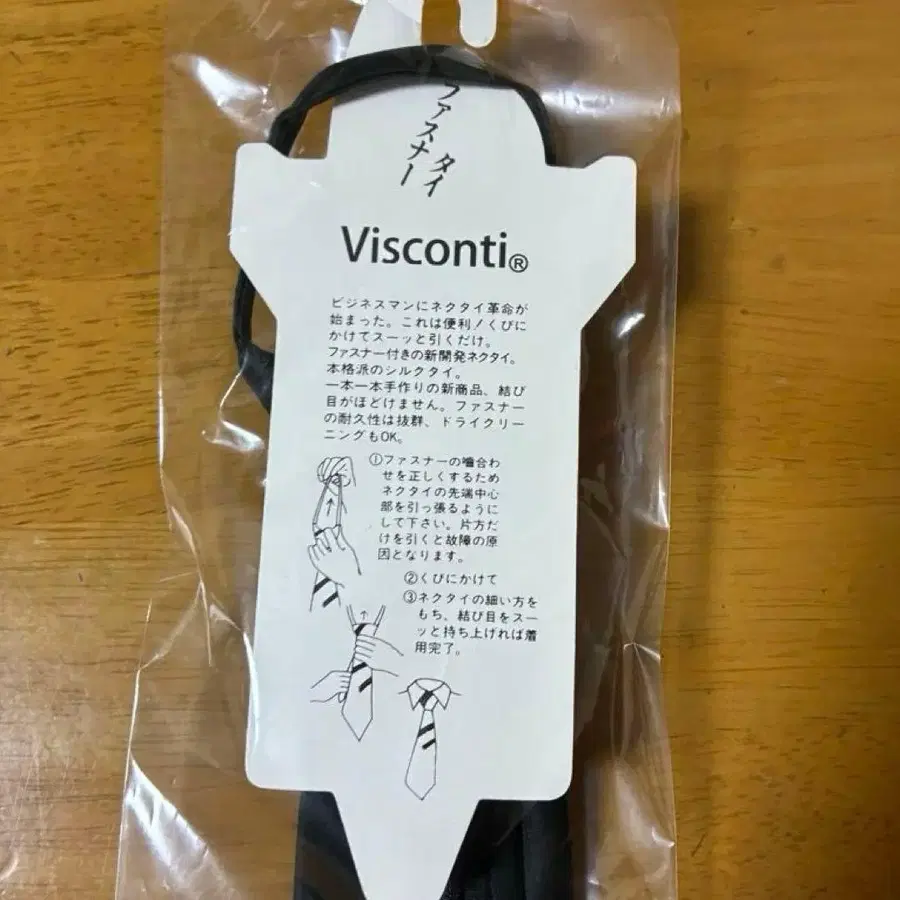 ファスナー
タイ
Visconti®
ビジネスマンにネクタイ革命が
始まった。これは便利!くびに
かけてスーッと引くだけ。
ファスナー付きの新開発ネクタイ。
本格派のシルクタイ。
一本一本手作りの新商品、結び
目がほどけません。ファスナー
の耐久性は抜群、ドライクリー
ニングもOK。
①ファスナーの噛合わ
せを正しくするため
ネクタイの先端中心
部を引っ張るように
して下さい。片方だ
けを引くと故障の原
因となります。
②くびにかけて
③ネクタイの細い方を
もち、結び目をスー
ッと持ち上げれば着
用完了。